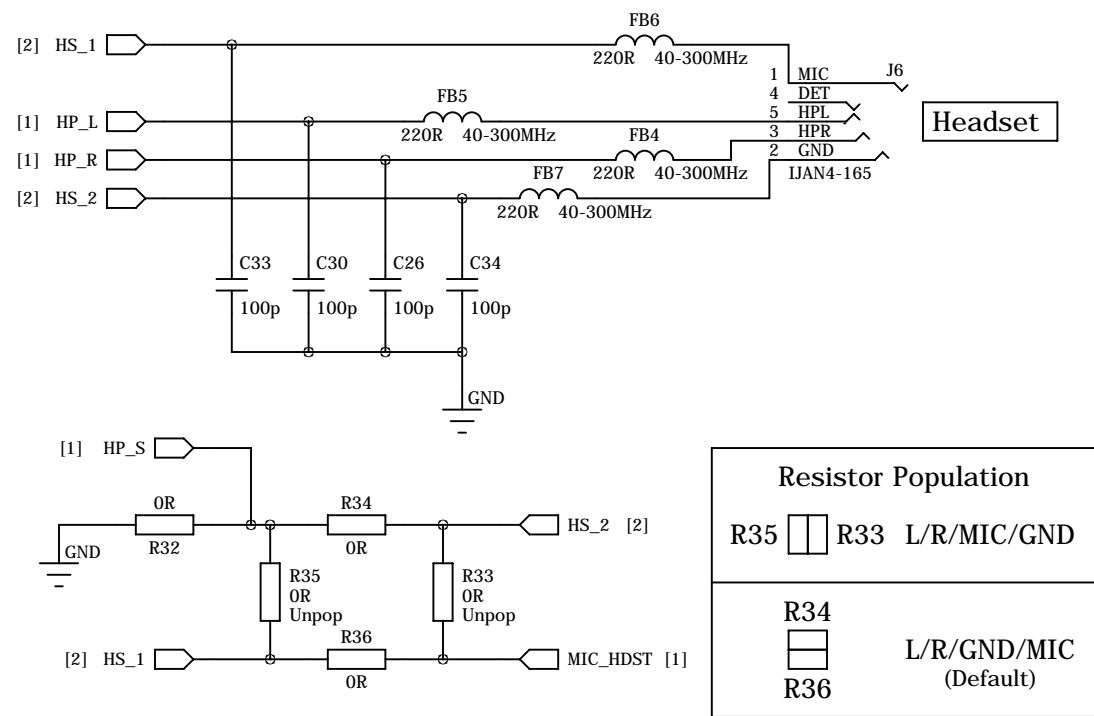 FB6
[2] HS_1
220R 40-300MHz
1 MIC J6
4 DET
FB5
5 HPL
[1] HP_L
Headset
220R 40-300MHz
FB4
3 HPR
[1] HP_R
2 GND
220R 40-300MHz
IJAN4-165
FB7
[2] HS_2
220R 40-300MHz
C33 C30 C26 C34
100p 100p 100p 100p
GND
[1] HP_S
0R
R32
GND
R34
0R
HS_2 [2]
R35
0R
Unpop
R33
0R
Unpop
[2] HS_1
R36
0R
MIC_HDST [1]
Resistor Population
R35 R33 L/R/MIC/GND
R34
R36
L/R/GND/MIC
(Default)